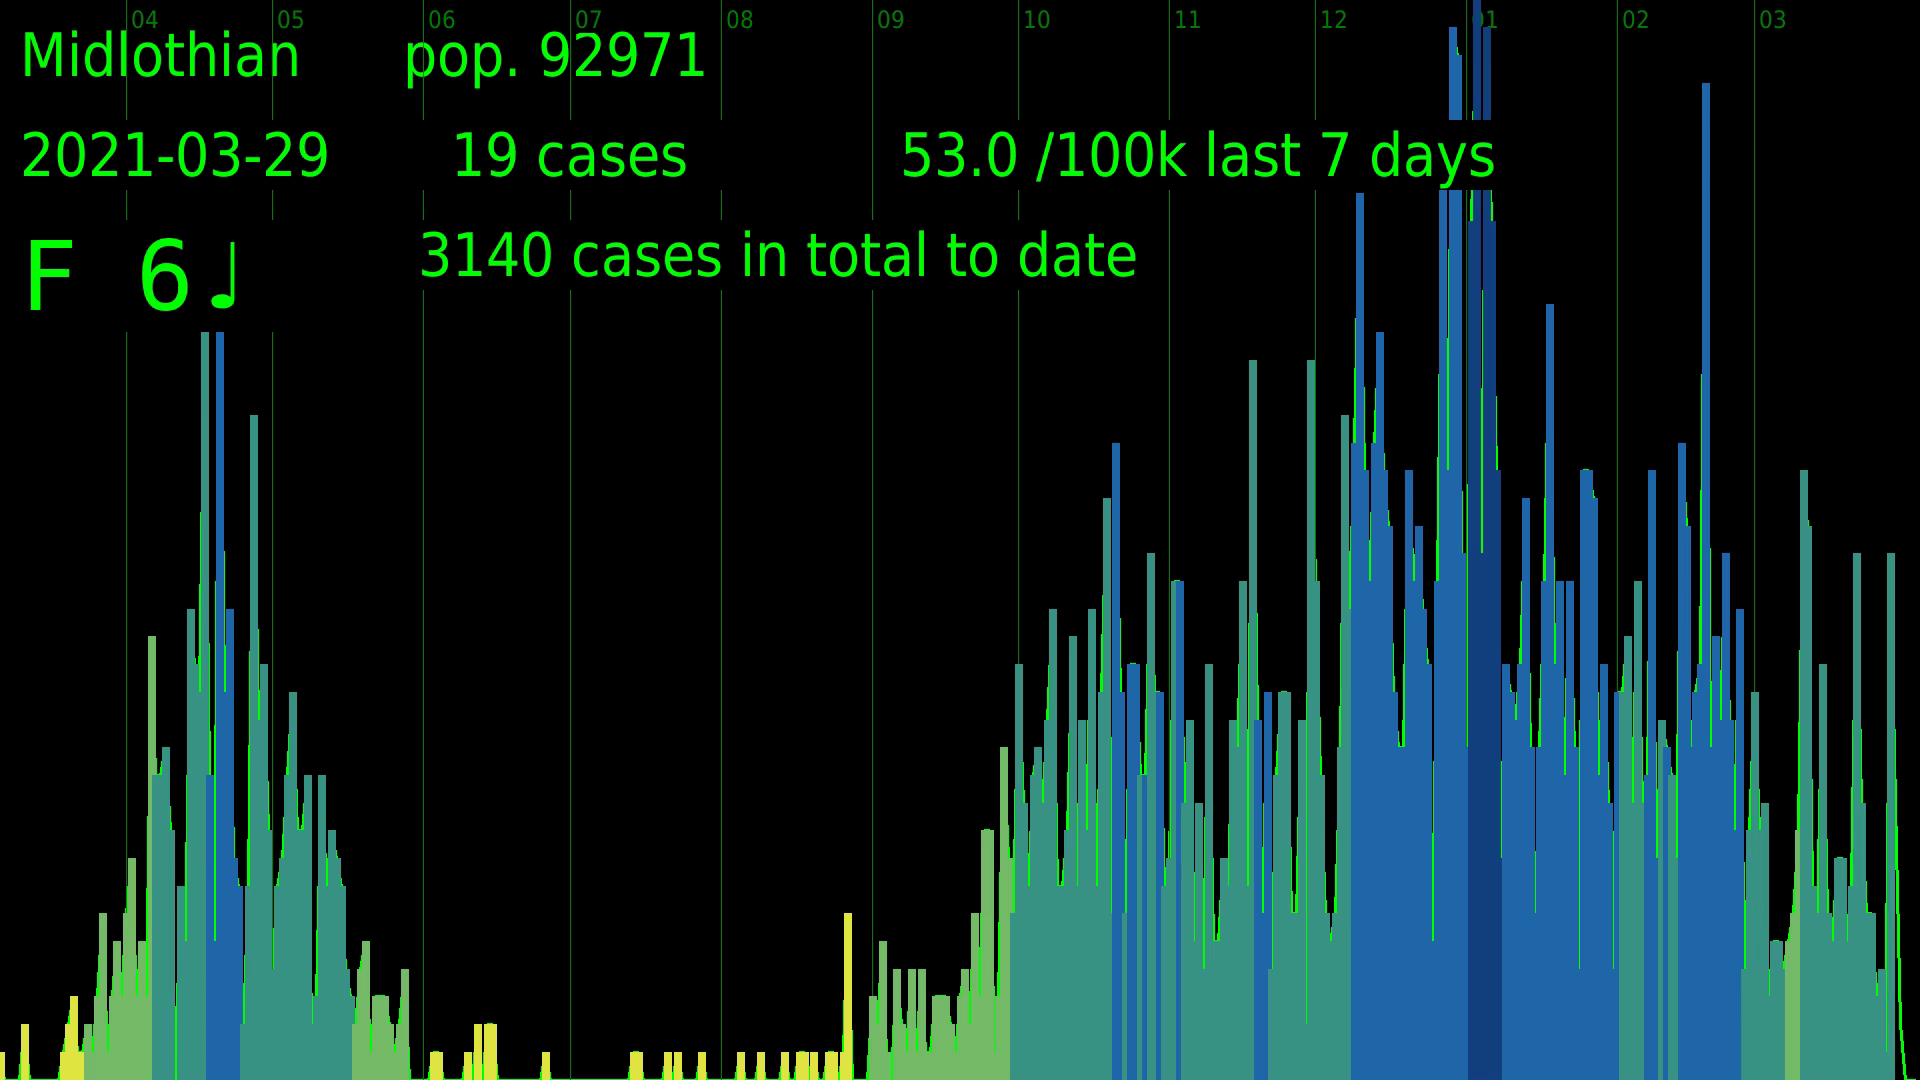 04 05 06 07 08 09 10 11 12 01 02 03
Midlothian pop. 92971
2021-03-29 19 cases 53.0 /100k last 7 days
F 6♩ 3140 cases in total to date